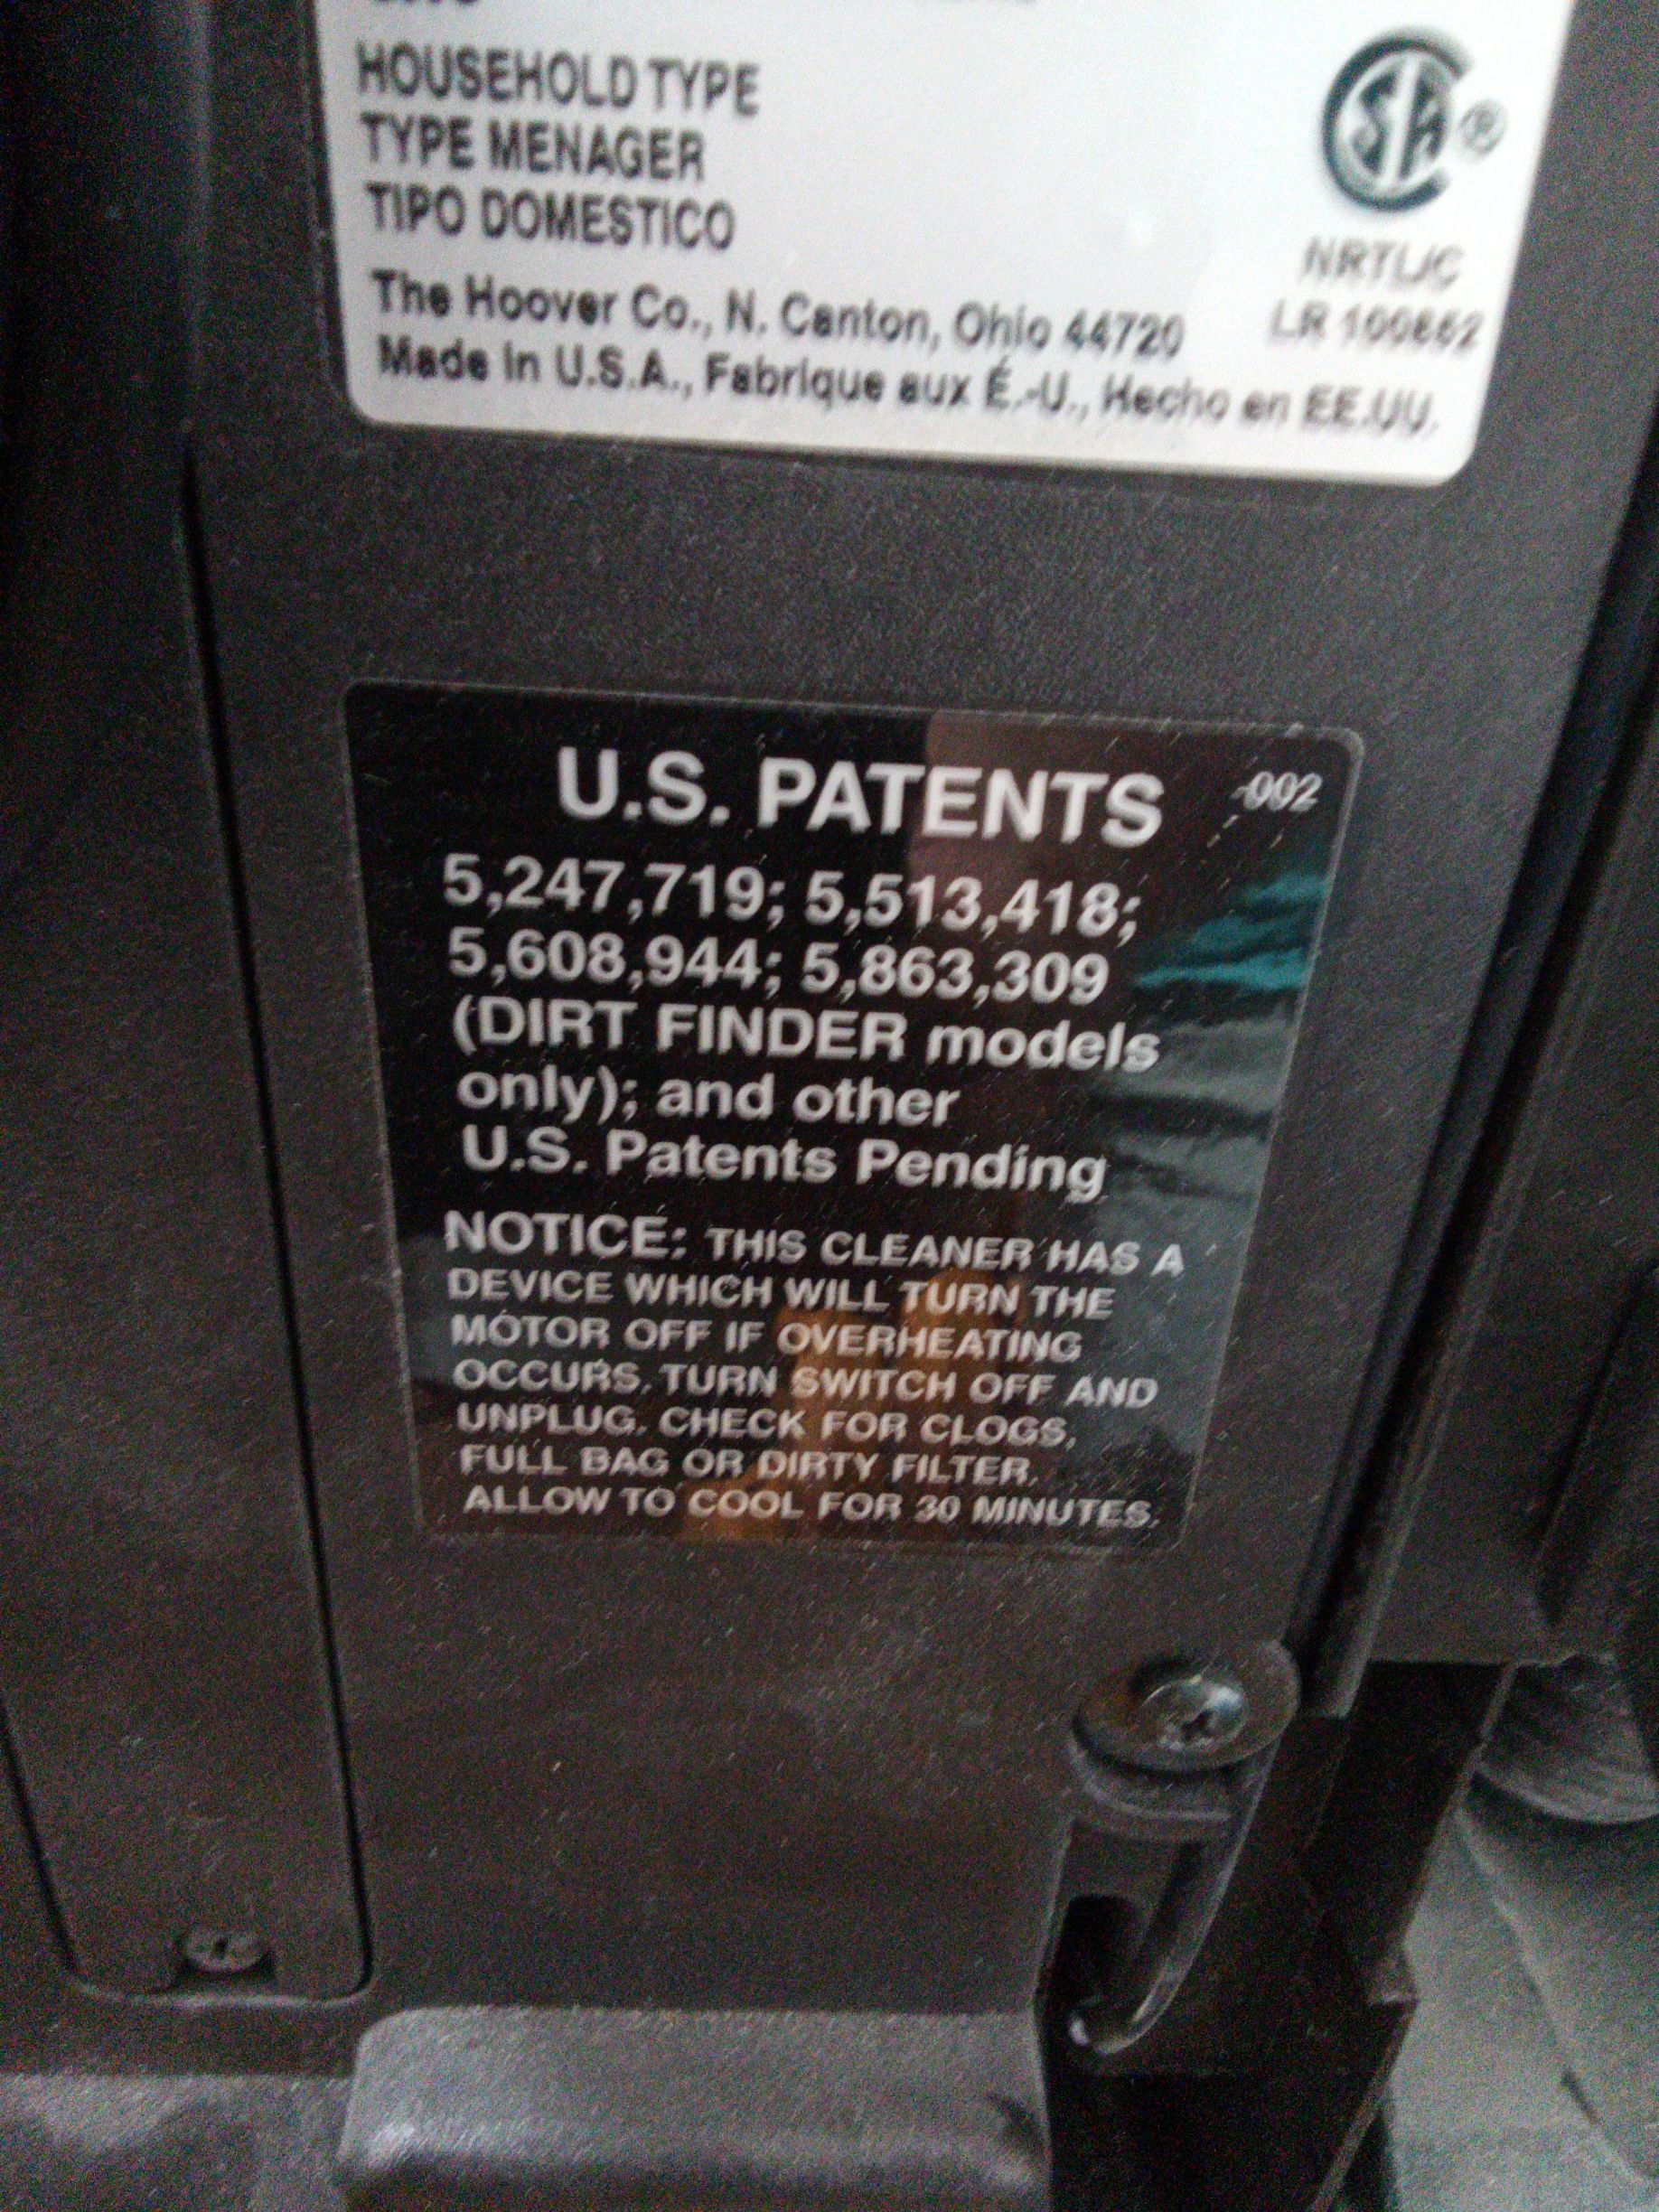 HOUSEHOLD TYPE
TYPE MENAGER
TIPO DOMESTICO
The Hoover Co., N. Canton, Ohio 44720
Made in U.S.A., Fabrique aux É.-U., Hecho en EE.UU.
CSA®
NRTL/C
LR
U.S. PATENTS -002
5,247,719; 5,513,418;
5,608,944; 5,863,309
(DIRT FINDER models
only); and other
U.S. Patents Pending
NOTICE: THIS CLEANER HAS A
DEVICE WHICH WILL TURN THE
MOTOR OFF IF OVERHEATING
OCCURS. TURN SWITCH OFF AND
UNPLUG. CHECK FOR CLOGS,
FULL BAG OR DIRTY FILTER.
ALLOW TO COOL FOR 30 MINUTES.